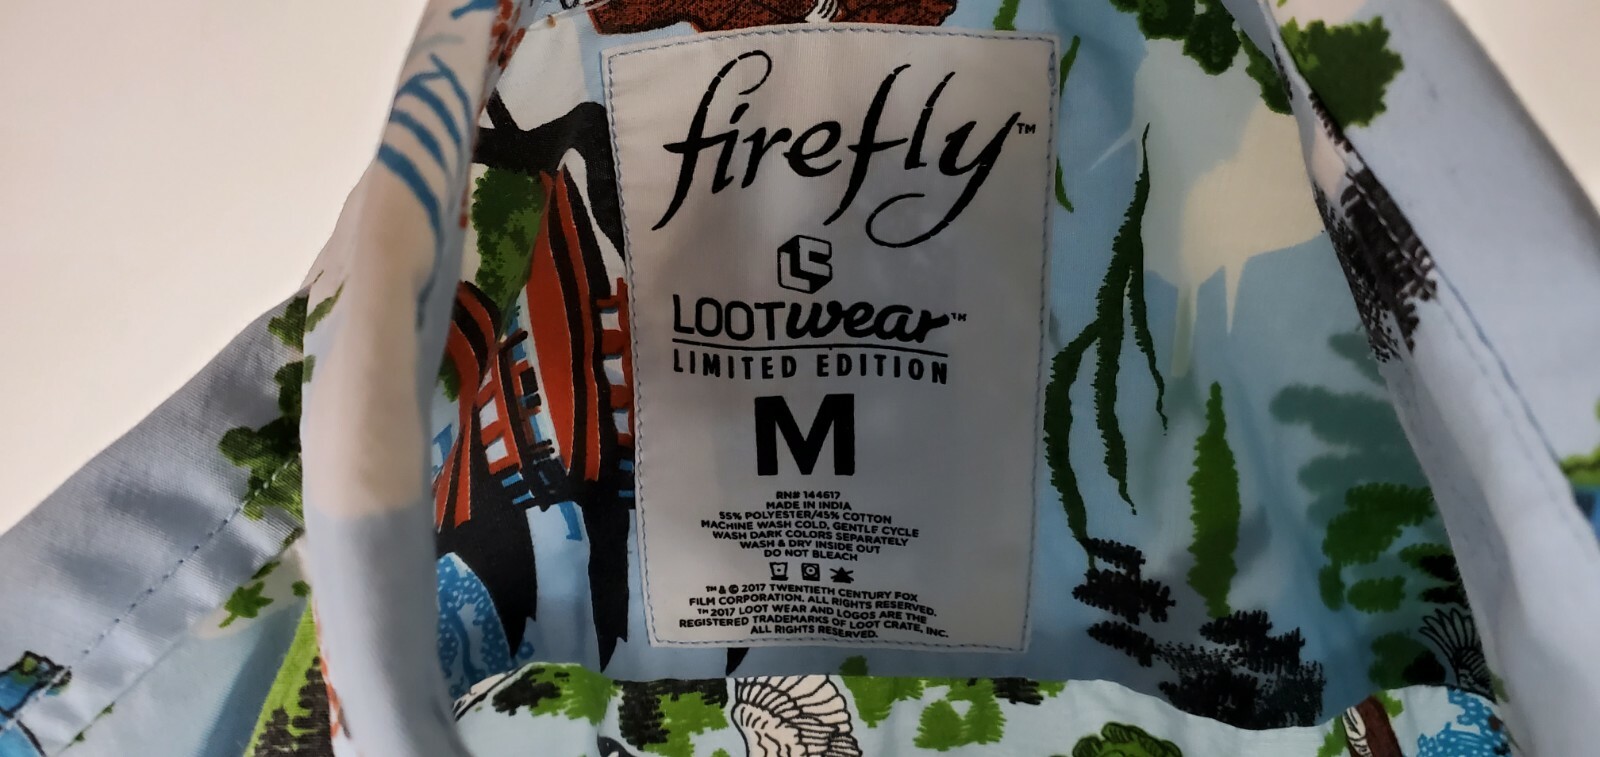 firefly™
LOOTwear™
LIMITED EDITION
M
RN# 144617
MADE IN INDIA
55% POLYESTER/45% COTTON
MACHINE WASH COLD, GENTLE CYCLE
WASH DARK COLORS SEPARATELY
WASH & DRY INSIDE OUT
DO NOT BLEACH
™ & © 2017 TWENTIETH CENTURY FOX
FILM CORPORATION. ALL RIGHTS RESERVED.
™ 2017 LOOT WEAR AND LOGOS ARE THE
REGISTERED TRADEMARKS OF LOOT CRATE, INC.
ALL RIGHTS RESERVED.